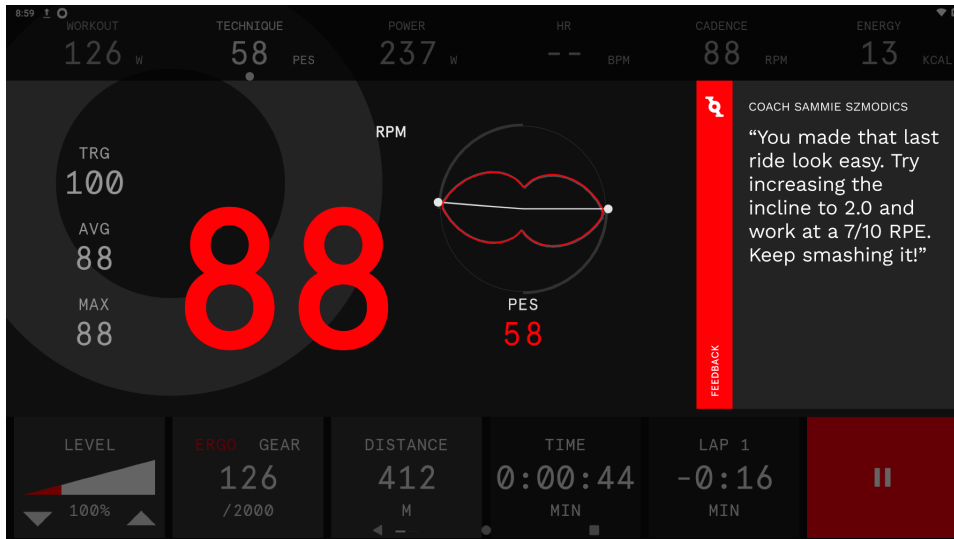 8:59
WORKOUT
126 W
TECHNIQUE
58 PES
POWER
237 W
HR
-- BPM
CADENCE
88 RPM
ENERGY
13 KCAL
TRG
100
AVG
88
MAX
88
RPM
88
PES
58
FEEDBACK
COACH SAMMIE SZMODICS
“You made that last
ride look easy. Try
increasing the
incline to 2.0 and
work at a 7/10 RPE.
Keep smashing it!”
LEVEL
100%
ERGO GEAR
126
/2000
DISTANCE
412
M
TIME
0:00:44
MIN
LAP 1
-0:16
MIN